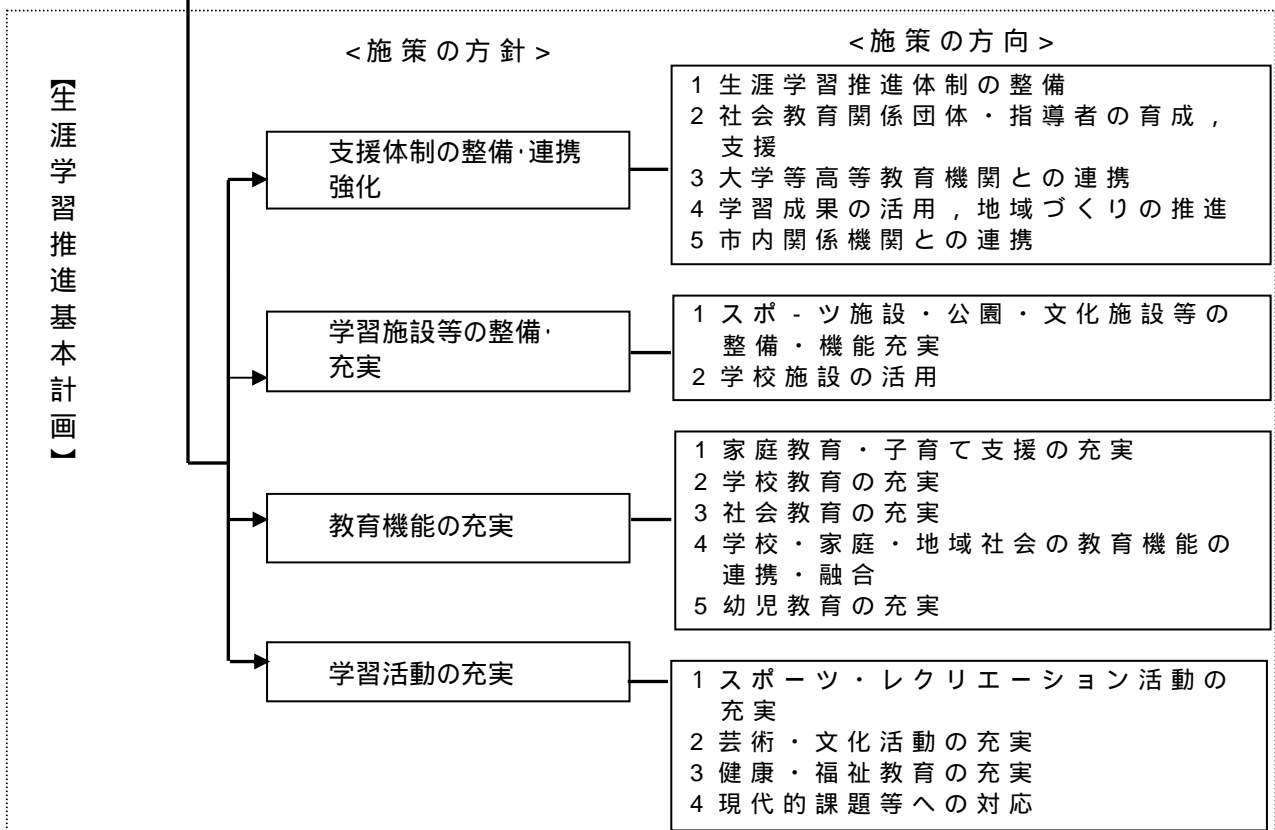 <施策の方針>
<施策の方向>
【生涯学習推進基本計画】
支援体制の整備･連携
強化
1 生涯学習推進体制の整備
2 社会教育関係団体・指導者の育成，
支援
3 大学等高等教育機関との連携
4 学習成果の活用，地域づくりの推進
5 市内関係機関との連携
学習施設等の整備･
充実
1 スポ-ツ施設・公園・文化施設等の
整備・機能充実
2 学校施設の活用
教育機能の充実
1 家庭教育・子育て支援の充実
2 学校教育の充実
3 社会教育の充実
4 学校・家庭・地域社会の教育機能の
連携・融合
5 幼児教育の充実
学習活動の充実
1 スポーツ・レクリエーション活動の
充実
2 芸術・文化活動の充実
3 健康・福祉教育の充実
4 現代的課題等への対応